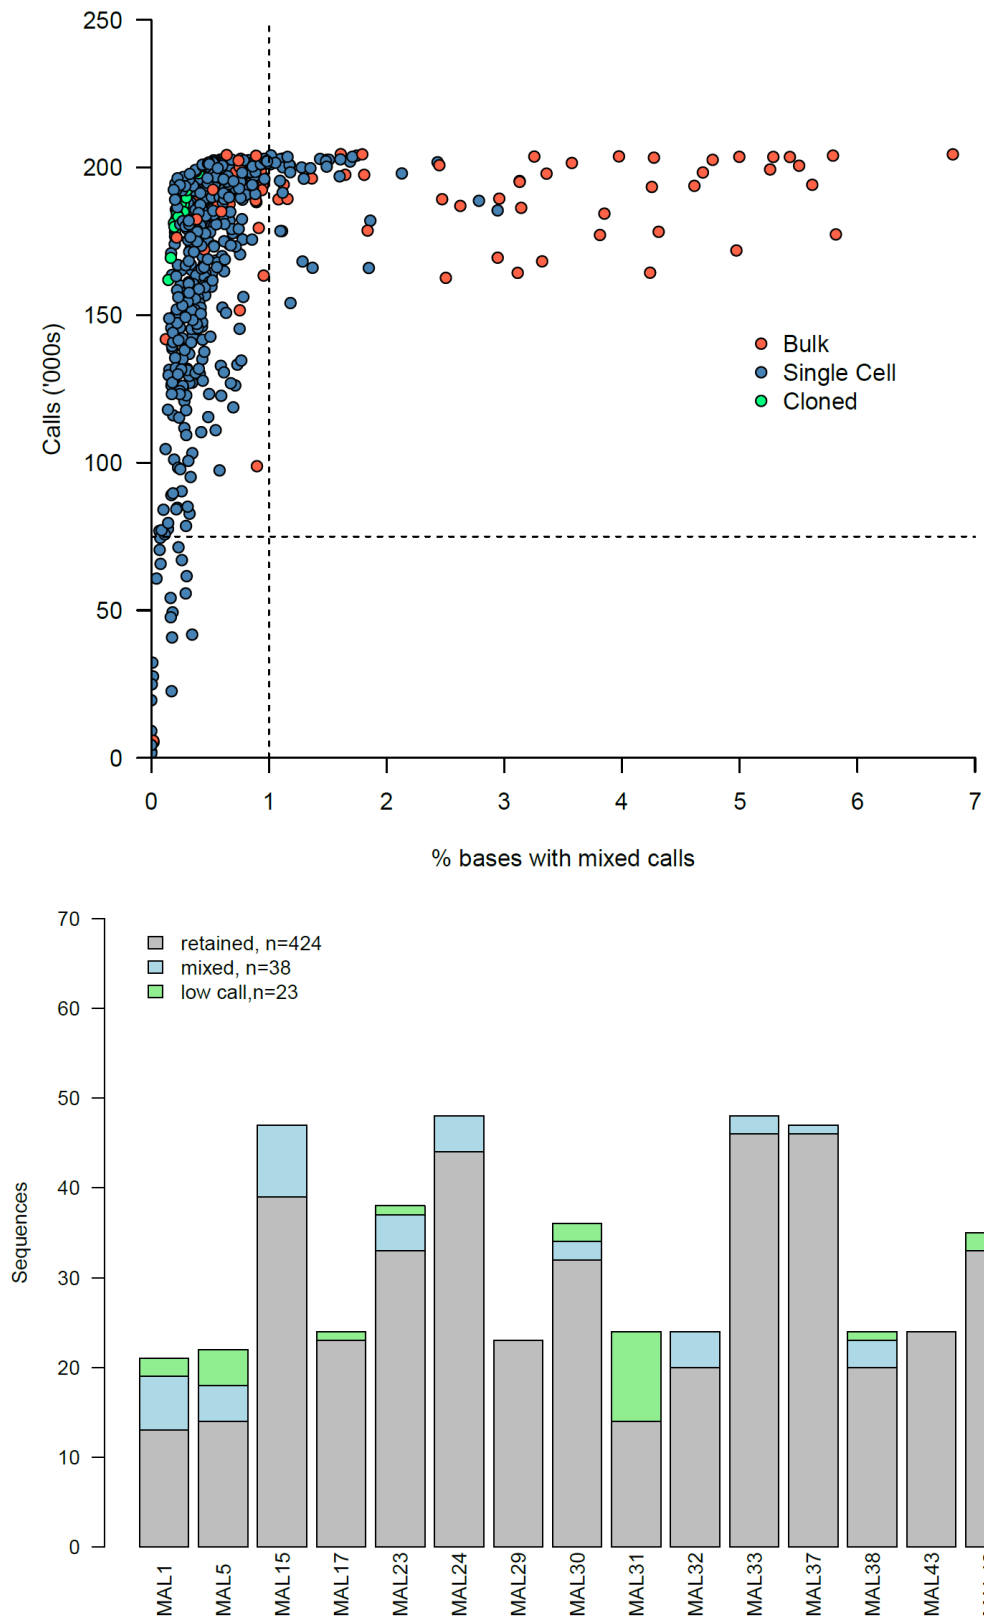 250
200
150
100
50
0
Calls ('000s)
Bulk
Single Cell
Cloned
0 1 2 3 4 5 6 7
% bases with mixed calls
70
60
50
40
30
20
10
0
Sequences
retained, n=424
mixed, n=38
low call,n=23
MAL1 MAL5 MAL15 MAL17 MAL23 MAL24 MAL29 MAL30 MAL31 MAL32 MAL33 MAL37 MAL38 MAL43